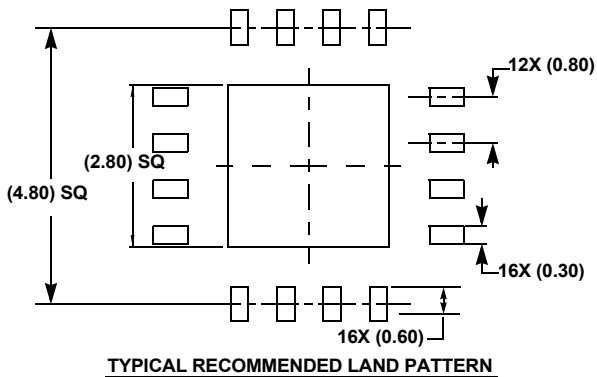 12X (0.80)
(2.80) SQ
(4.80) SQ
16X (0.30)
16X (0.60)
TYPICAL RECOMMENDED LAND PATTERN